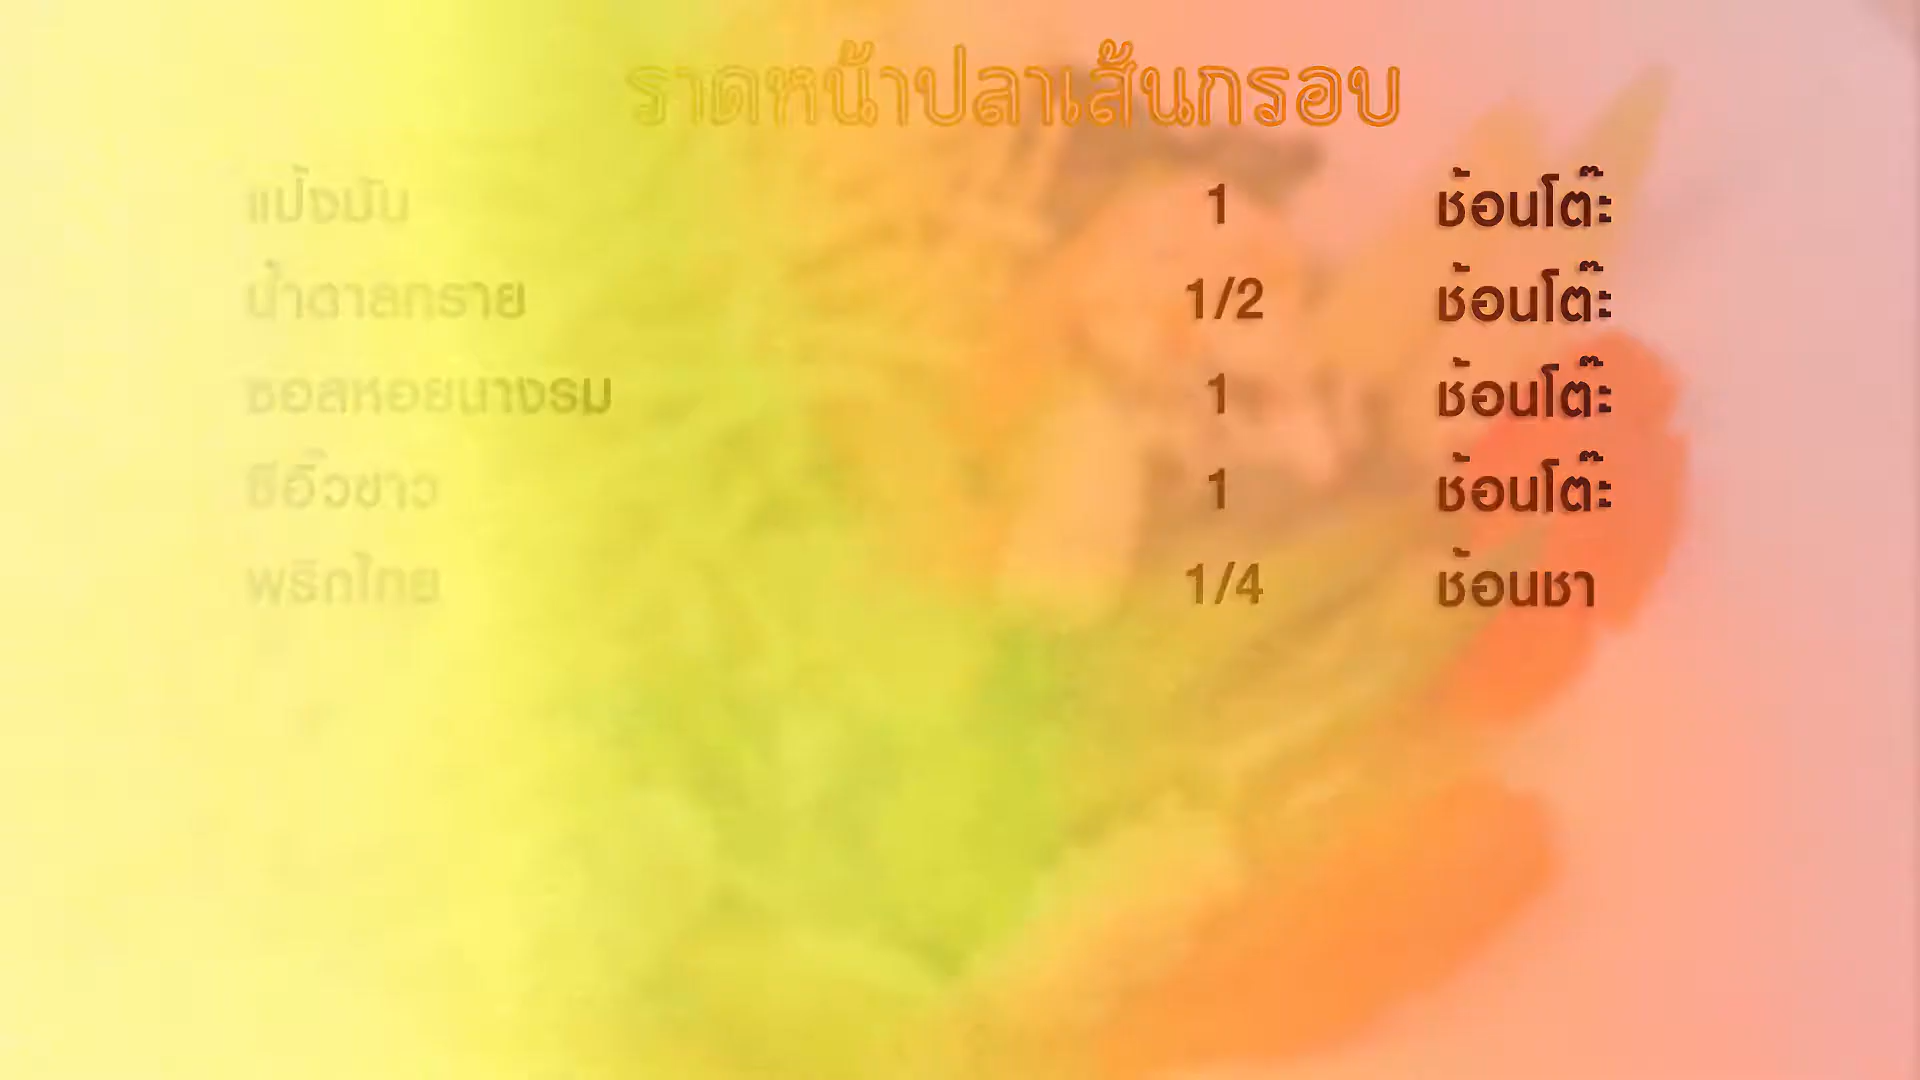 ราดหน้าปลาเส้นกรอบ
แป้งมัน 1 ช้อนโต๊ะ
น้ำตาลทราย 1/2 ช้อนโต๊ะ
ซอสหอยนางรม 1 ช้อนโต๊ะ
ซีอิ๊วขาว 1 ช้อนโต๊ะ
พริกไทย 1/4 ช้อนชา